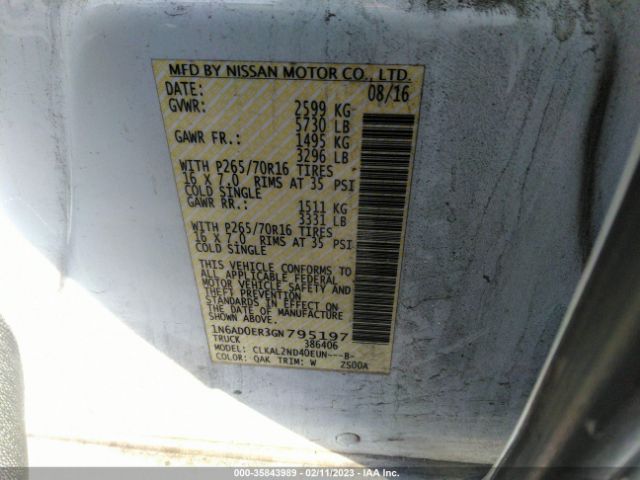 MFD BY NISSAN MOTOR CO., LTD.
DATE: 08/16
GVWR: 2599 KG
5730 LB
GAWR FR.: 1495 KG
3296 LB
WITH P265/70R16 TIRES
16 X 7.0 RIMS AT 35 PSI
COLD SINGLE
GAWR RR.: 1511 KG
3331 LB
WITH P265/70R16 TIRES
16 X 7.0 RIMS AT 35 PSI
COLD SINGLE
THIS VEHICLE CONFORMS TO
ALL APPLICABLE FEDERAL
MOTOR VEHICLE SAFETY AND
THEFT PREVENTION
STANDARDS IN EFFECT ON
THE DATE OF MANUFACTURE
SHOWN ABOVE.
1N6AD0ER3GN795197
TRUCK 386406
MODEL: CLKAL2ND40EUN---B-
COLOR: QAK TRIM: W 2S00A
000-35843989 - 02/11/2023 - IAA Inc.